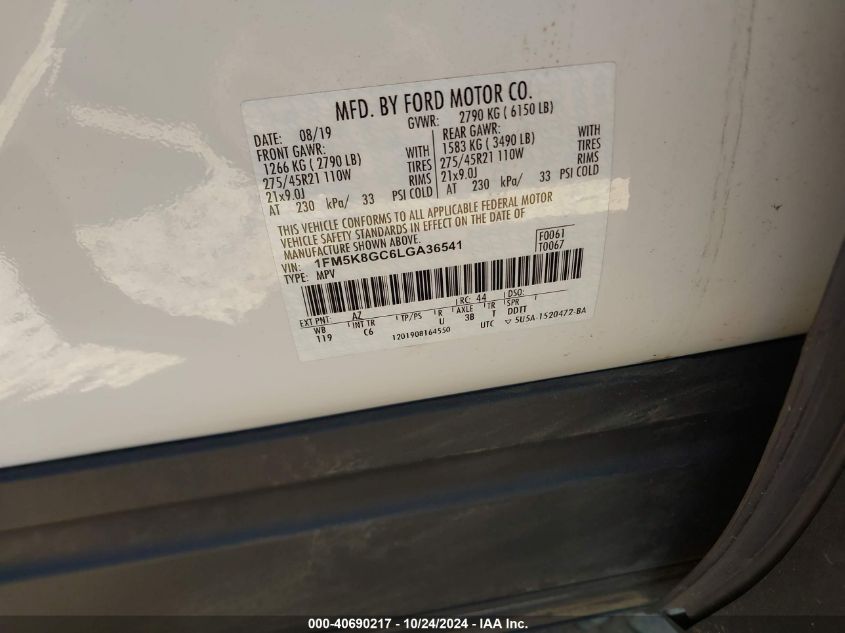 MFD. BY FORD MOTOR CO.
DATE: 08/19 GVWR: 2790 KG ( 6150 LB)
FRONT GAWR: REAR GAWR:
1266 KG ( 2790 LB) WITH 1583 KG ( 3490 LB) WITH
275/45R21 110W TIRES 275/45R21 110W TIRES
21x9.0J RIMS 21x9.0J RIMS
AT 230 kPa/ 33 PSI COLD AT 230 kPa/ 33 PSI COLD
THIS VEHICLE CONFORMS TO ALL APPLICABLE FEDERAL MOTOR
VEHICLE SAFETY STANDARDS IN EFFECT ON THE DATE OF
MANUFACTURE SHOWN ABOVE.
VIN: 1FM5K8GC6LGA36541 F0061
TYPE: MPV T0067
EXT PNT: AZ RC: 44 DSO:
WB INT TR TP/PS R AXLE TR SPR
119 C6 U 3B T DDTT
1201908164550 UTC ▽ 5U5A-1520472-BA
000-40690217 - 10/24/2024 - IAA Inc.